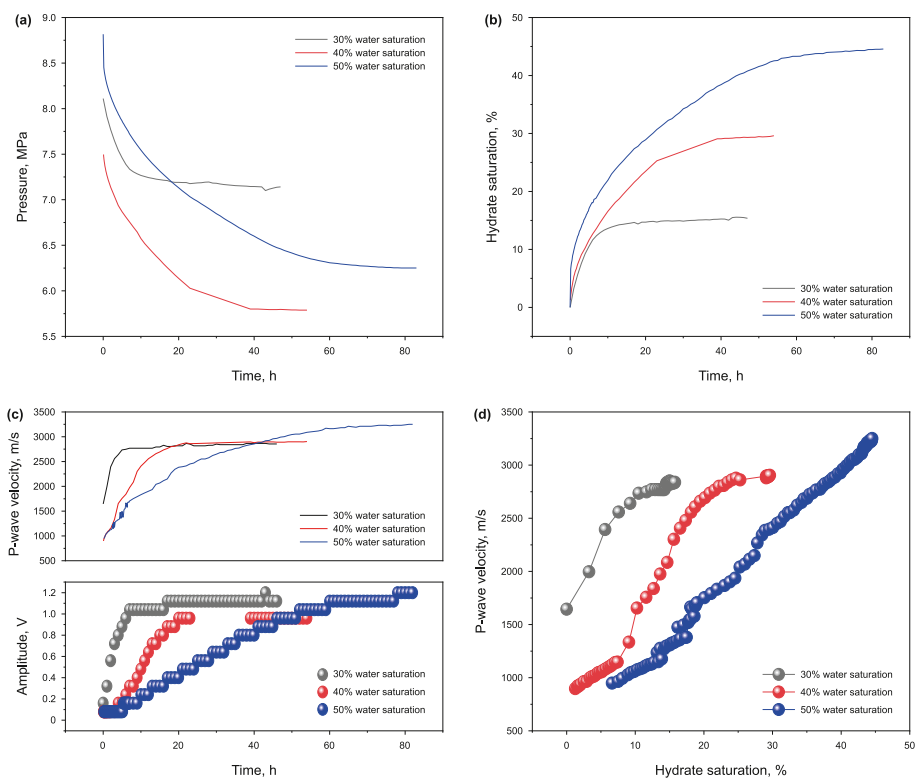 (a)
9.0
8.5
8.0
7.5
7.0
6.5
6.0
5.5
Pressure, MPa
30% water saturation
40% water saturation
50% water saturation
0 20 40 60 80
Time, h
(b)
50
40
30
20
10
0
Hydrate saturation, %
30% water saturation
40% water saturation
50% water saturation
0 20 40 60 80
Time, h
(c)
3500
3000
2500
2000
1500
1000
500
P-wave velocity, m/s
30% water saturation
40% water saturation
50% water saturation
1.2
1.0
0.8
0.6
0.4
0.2
0
Amplitude, V
30% water saturation
40% water saturation
50% water saturation
0 20 40 60 80
Time, h
(d)
3500
3000
2500
2000
1500
1000
500
P-wave velocity, m/s
30% water saturation
40% water saturation
50% water saturation
0 10 20 30 40 50
Hydrate saturation, %